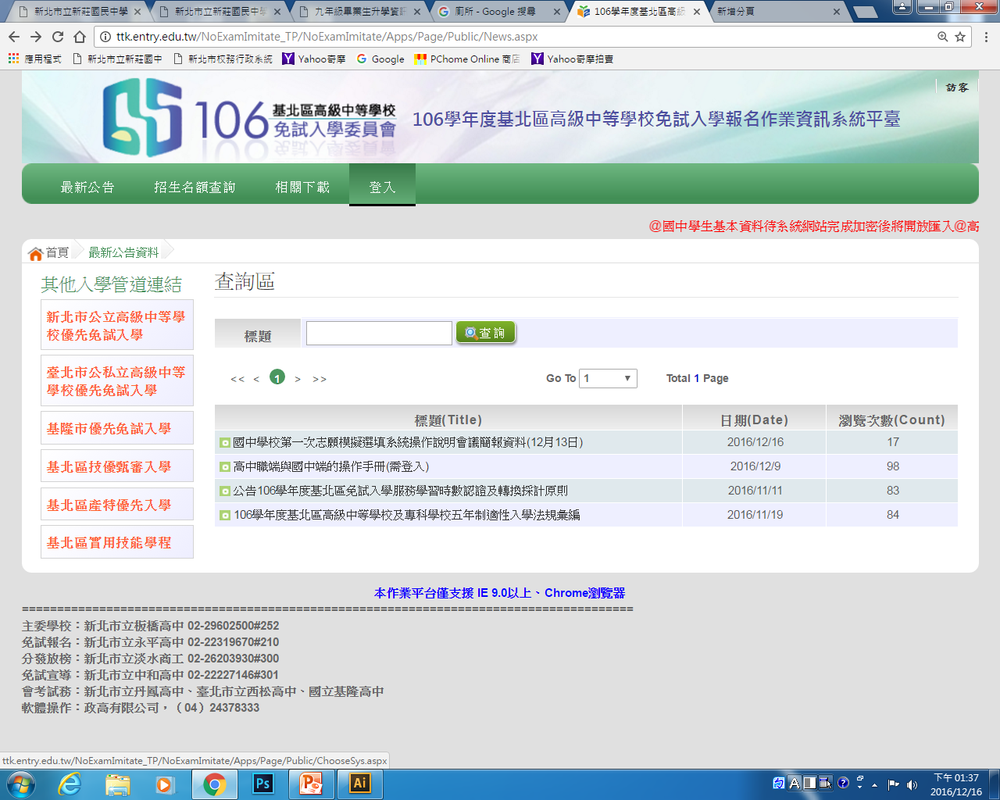 新北市立新莊國民中學
新北市立新莊國民中學
九年級畢業生升學資訊
廁所 - Google 搜尋
106學年度基北區高級
新增分頁
ttk.entry.edu.tw/NoExamImitate_TP/NoExamImitate/Apps/Page/Public/News.aspx
應用程式 新北市立新莊國中 新北市校務行政系統 Yahoo奇摩 Google PChome Online 商店 Yahoo奇摩拍賣
訪客
106 基北區高級中等學校
免試入學委員會
106學年度基北區高級中等學校免試入學報名作業資訊系統平臺
最新公告 招生名額查詢 相關下載 登入
@國中學生基本資料待系統網站完成加密後將開放匯入@高
首頁 最新公告資料
其他入學管道連結
新北市公立高級中等學
校優先免試入學
臺北市公私立高級中等
學校優先免試入學
基隆市優先免試入學
基北區技優甄審入學
基北區產特優先入學
基北區實用技能學程
查詢區
標題 查詢
<< < 1 > >> Go To 1 Total 1 Page
標題(Title) 日期(Date) 瀏覽次數(Count)
國中學校第一次志願模擬選填系統操作說明會議簡報資料(12月13日) 2016/12/16 17
高中職端與國中端的操作手冊(需登入) 2016/12/9 98
公告106學年度基北區免試入學服務學習時數認證及轉換採計原則 2016/11/11 83
106學年度基北區高級中等學校及專科學校五年制適性入學法規彙編 2016/11/19 84
本作業平台僅支援 IE 9.0以上、Chrome瀏覽器
=======================================================================================
主委學校：新北市立板橋高中 02-29602500#252
免試報名：新北市立永平高中 02-22319670#210
分發放榜：新北市立淡水商工 02-26203930#300
免試宣導：新北市立中和高中 02-22227146#301
會考試務：新北市立丹鳳高中、臺北市立西松高中、國立基隆高中
軟體操作：政高有限公司，（04）24378333
ttk.entry.edu.tw/NoExamImitate_TP/NoExamImitate/Apps/Page/Public/ChooseSys.aspx
Ps
Ai
A
下午 01:37
2016/12/16